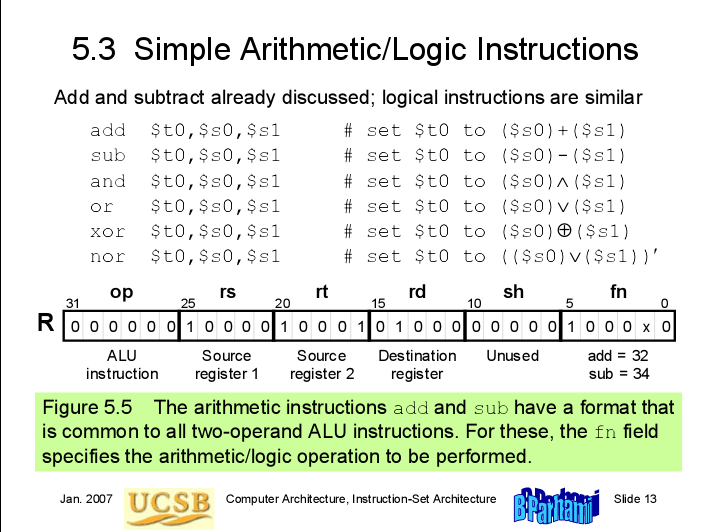 5.3 Simple Arithmetic/Logic Instructions
Add and subtract already discussed; logical instructions are similar
add $t0,$s0,$s1 # set $t0 to ($s0)+($s1)
sub $t0,$s0,$s1 # set $t0 to ($s0)-($s1)
and $t0,$s0,$s1 # set $t0 to ($s0)∧($s1)
or $t0,$s0,$s1 # set $t0 to ($s0)∨($s1)
xor $t0,$s0,$s1 # set $t0 to ($s0)⊕($s1)
nor $t0,$s0,$s1 # set $t0 to (($s0)∨($s1))′
op rs rt rd sh fn
31 25 20 15 10 5 0
R 0 0 0 0 0 0 1 0 0 0 0 1 0 0 0 1 0 1 0 0 0 0 0 0 0 0 1 0 0 0 x 0
ALU Source Source Destination Unused add = 32
instruction register 1 register 2 register sub = 34
Figure 5.5 The arithmetic instructions add and sub have a format that
is common to all two-operand ALU instructions. For these, the fn field
specifies the arithmetic/logic operation to be performed.
Jan. 2007 UCSB Computer Architecture, Instruction-Set Architecture B. Parhami Slide 13